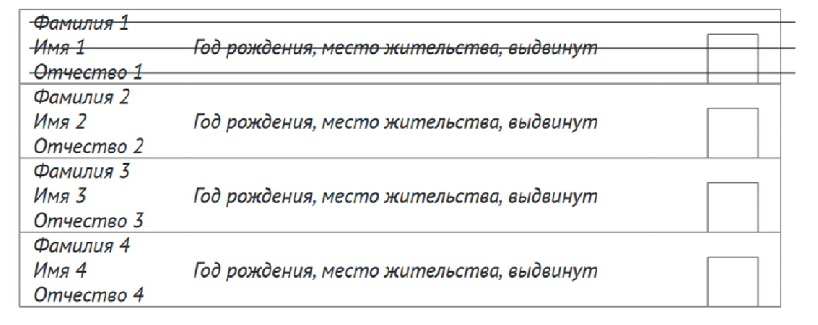 Фамилия 1
Имя 1 Год рождения, место жительства, выдвинут
Отчество 1
Фамилия 2
Имя 2 Год рождения, место жительства, выдвинут
Отчество 2
Фамилия 3
Имя 3 Год рождения, место жительства, выдвинут
Отчество 3
Фамилия 4
Имя 4 Год рождения, место жительства, выдвинут
Отчество 4